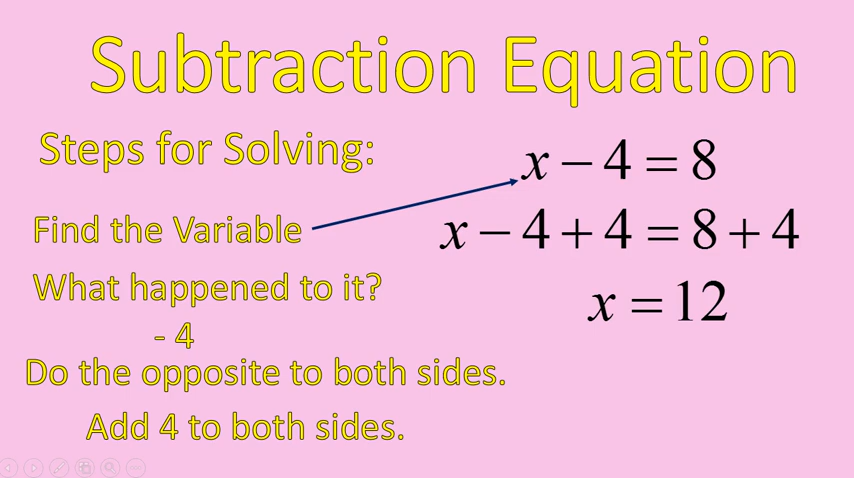 Subtraction Equation
Steps for Solving:
x − 4 = 8
Find the Variable
x − 4 + 4 = 8 + 4
What happened to it?
x = 12
- 4
Do the opposite to both sides.
Add 4 to both sides.